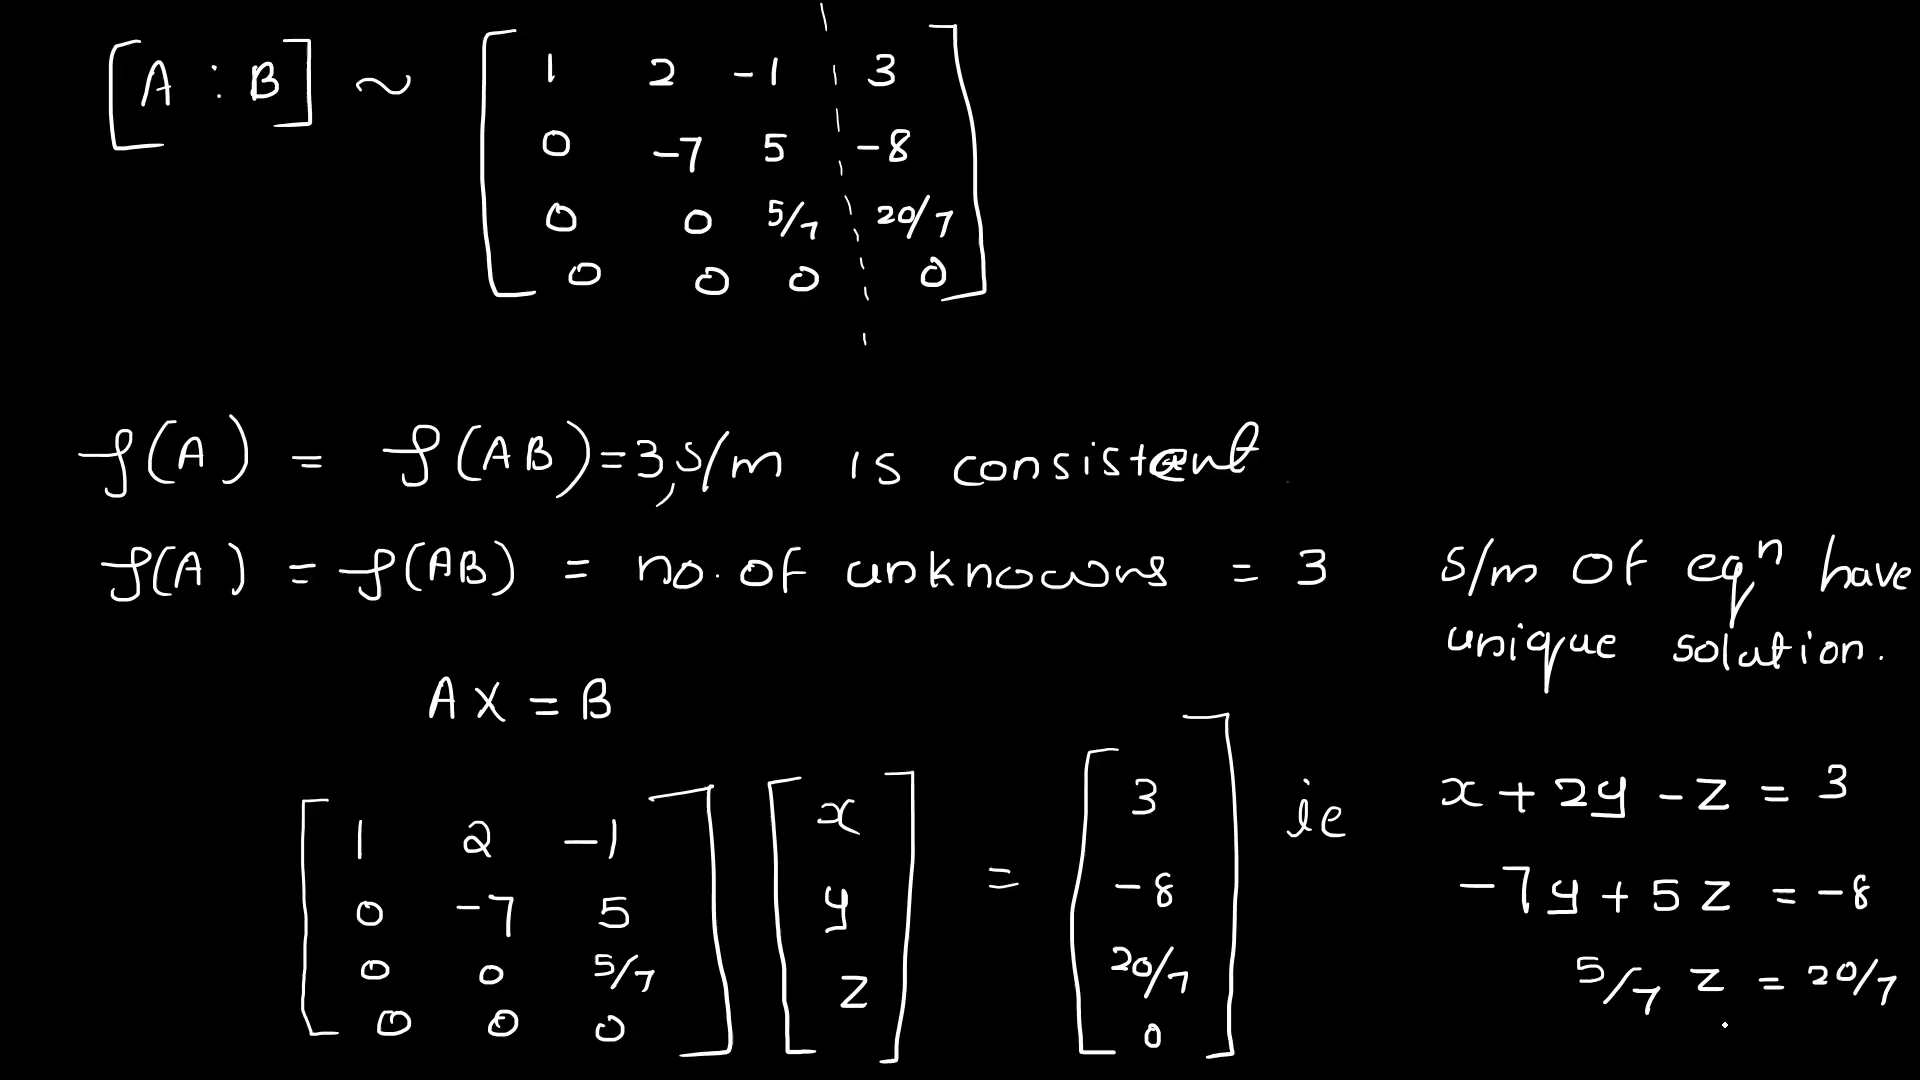 [A : B] ~ [ 1 2 -1 ¦ 3
0 -7 5 ¦ -8
0 0 5/7 ¦ 20/7
0 0 0 ¦ 0 ]
ρ(A) = ρ(AB) = 3, s/m is consistent
ρ(A) = ρ(AB) = no. of unknowns = 3 s/m of eqⁿ have
unique solution.
AX = B
[ 1 2 -1 ] [ x ] = [ 3 ] ie x + 2y - z = 3
[ 0 -7 5 ] [ y ] [ -8 ] -7y + 5z = -8
[ 0 0 5/7 ] [ z ] [ 20/7 ] 5/7 z = 20/7
[ 0 0 0 ] [ 0 ]